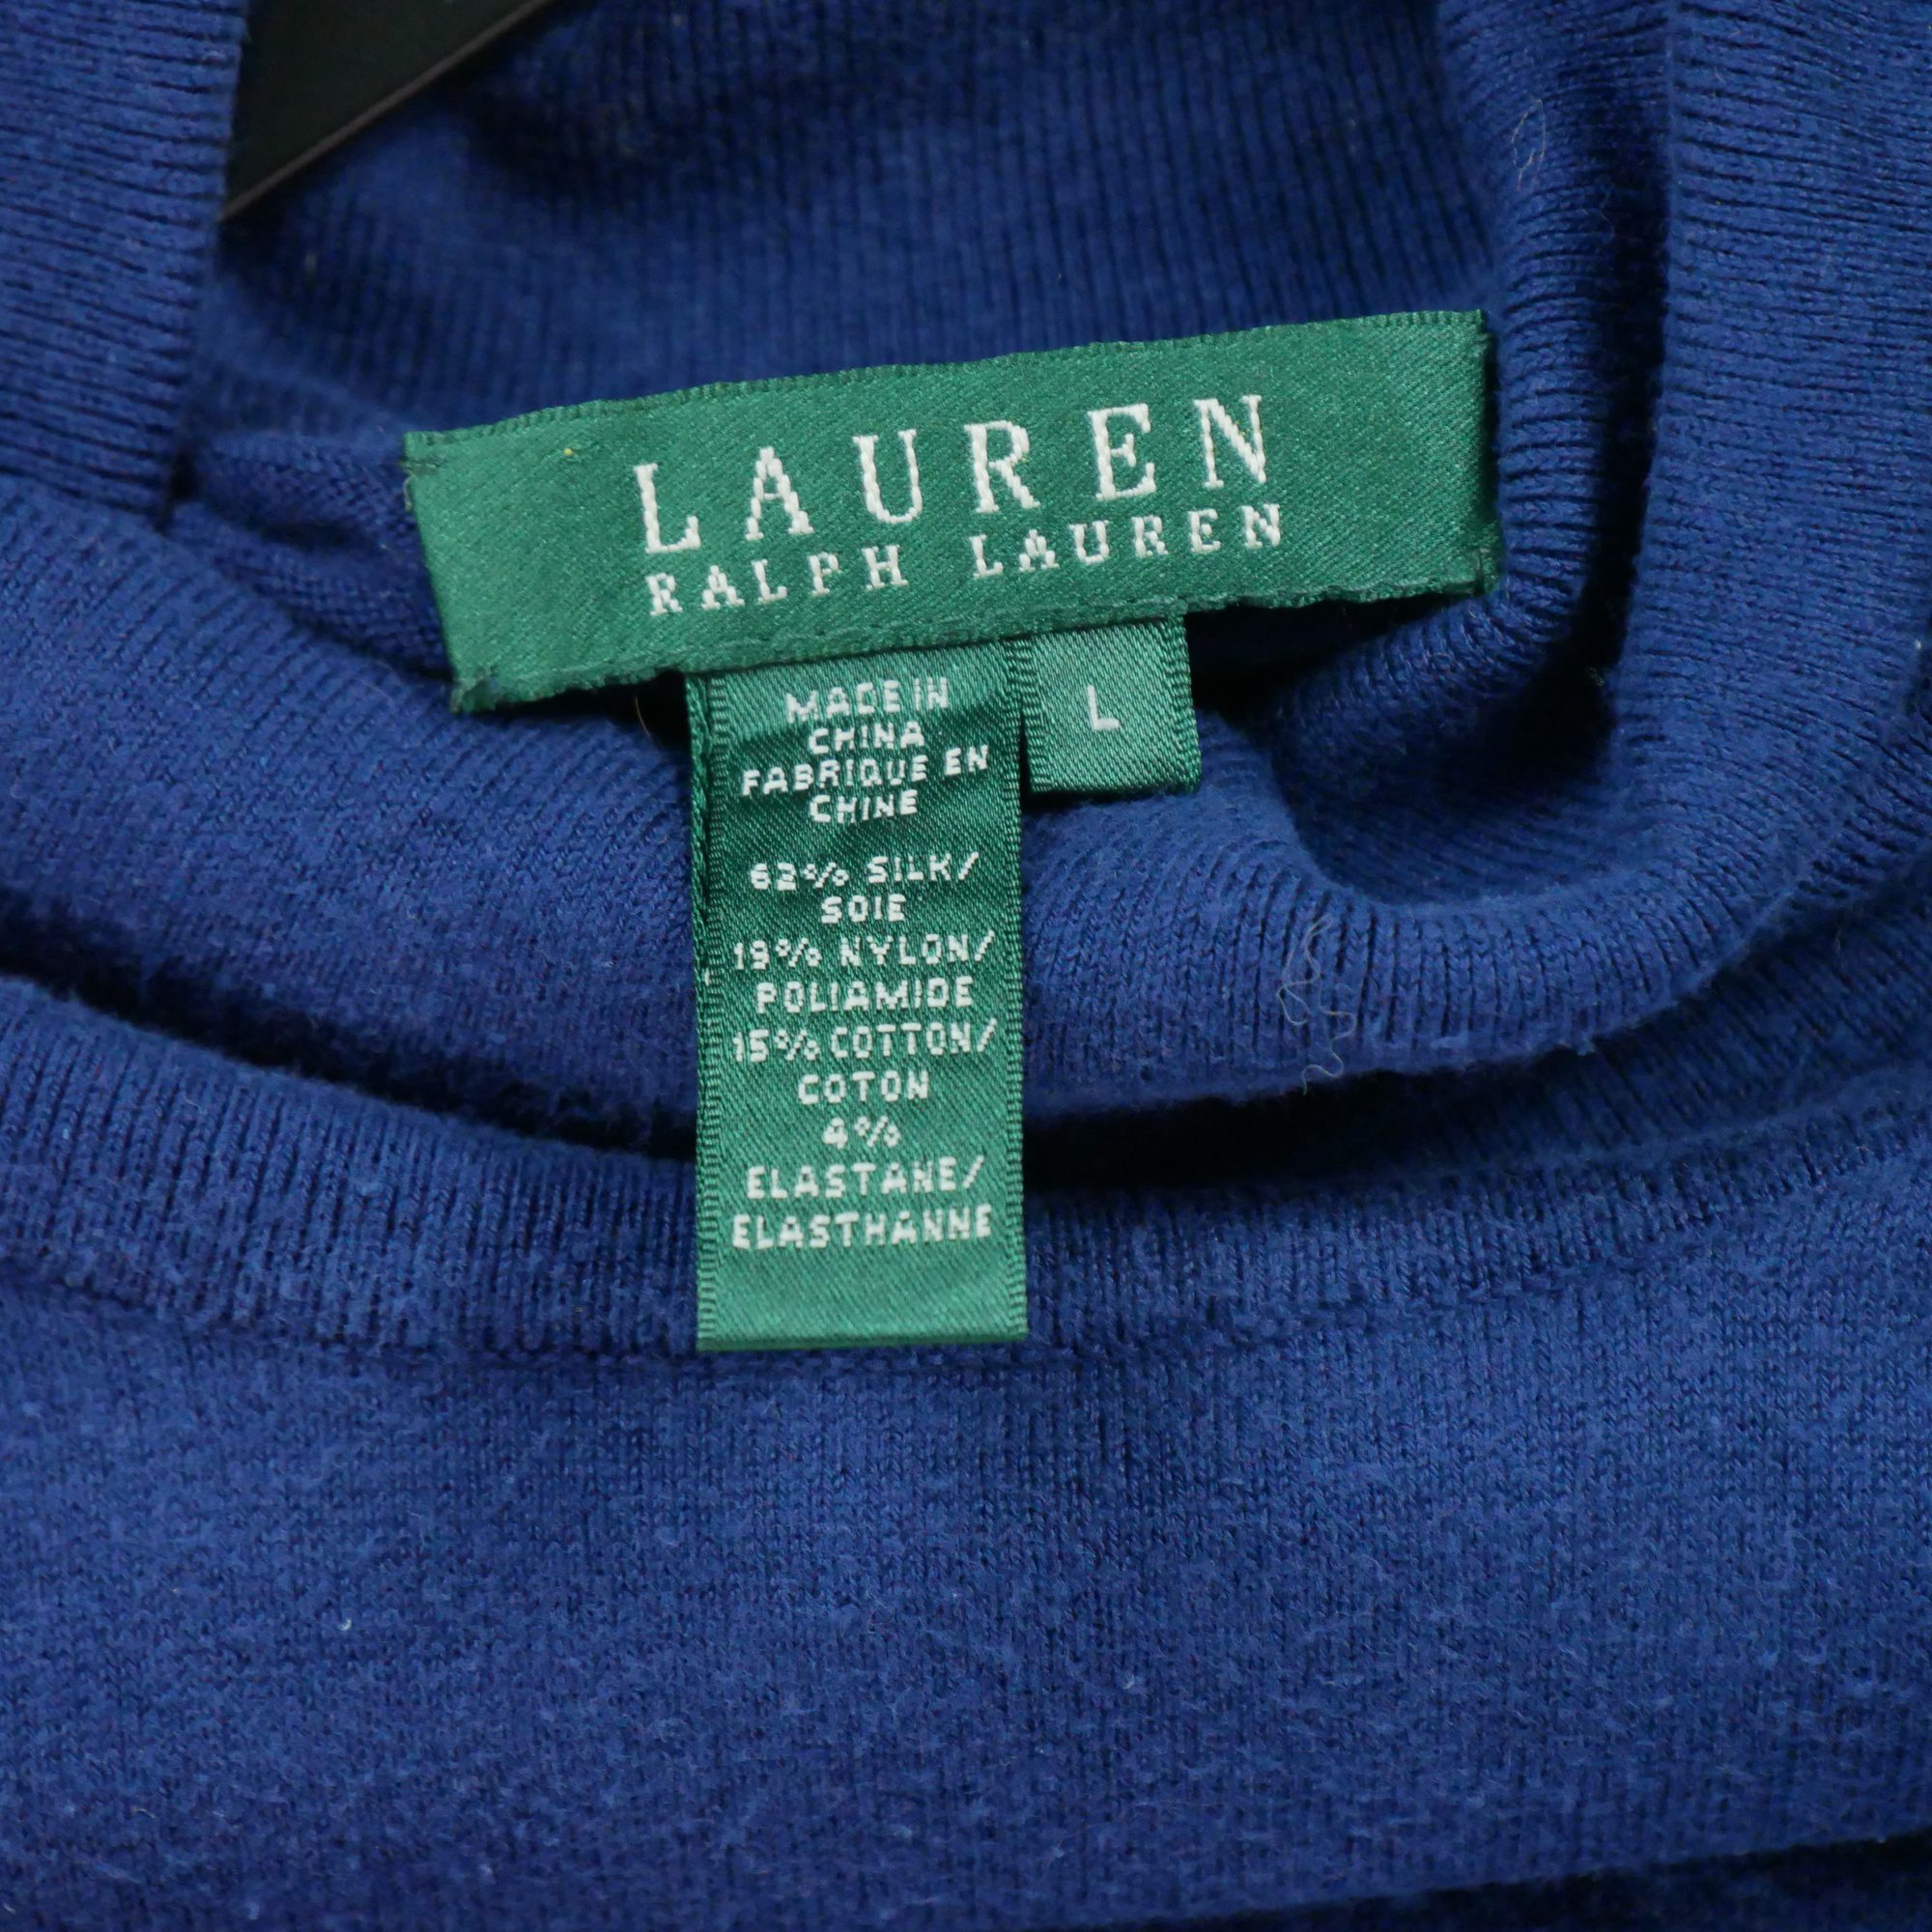 LAUREN
RALPH LAUREN
L
MADE IN
CHINA
FABRIQUE EN
CHINE
62% SILK/
SOIE
19% NYLON/
POLIAMIDE
15% COTTON/
COTON
4%
ELASTANE/
ELASTHANNE